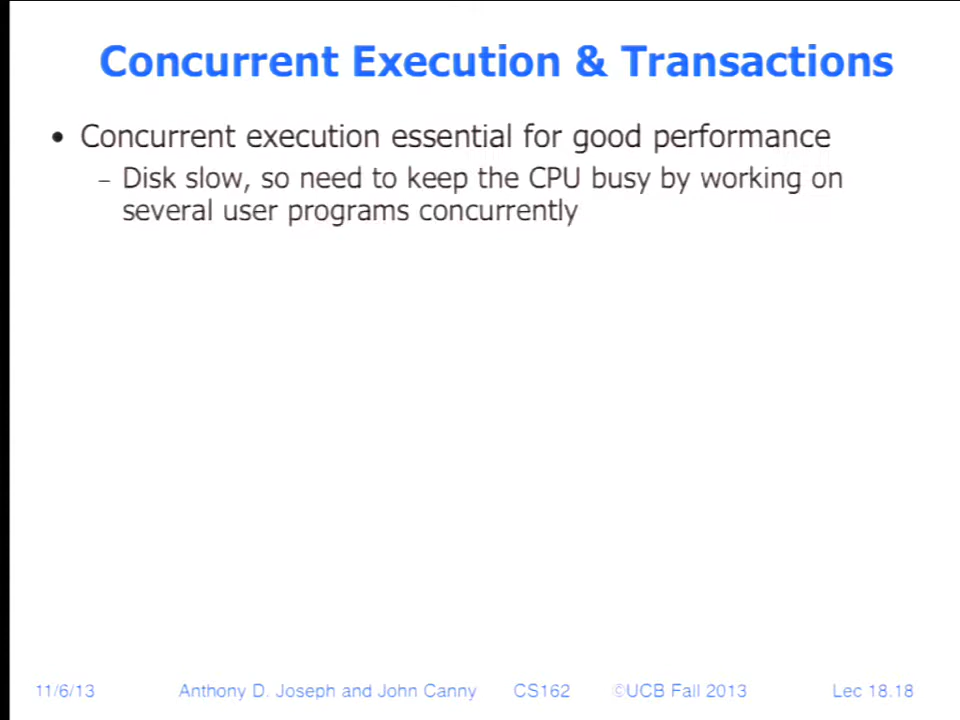 Concurrent Execution & Transactions
• Concurrent execution essential for good performance
– Disk slow, so need to keep the CPU busy by working on
several user programs concurrently
11/6/13 Anthony D. Joseph and John Canny CS162 ©UCB Fall 2013 Lec 18.18